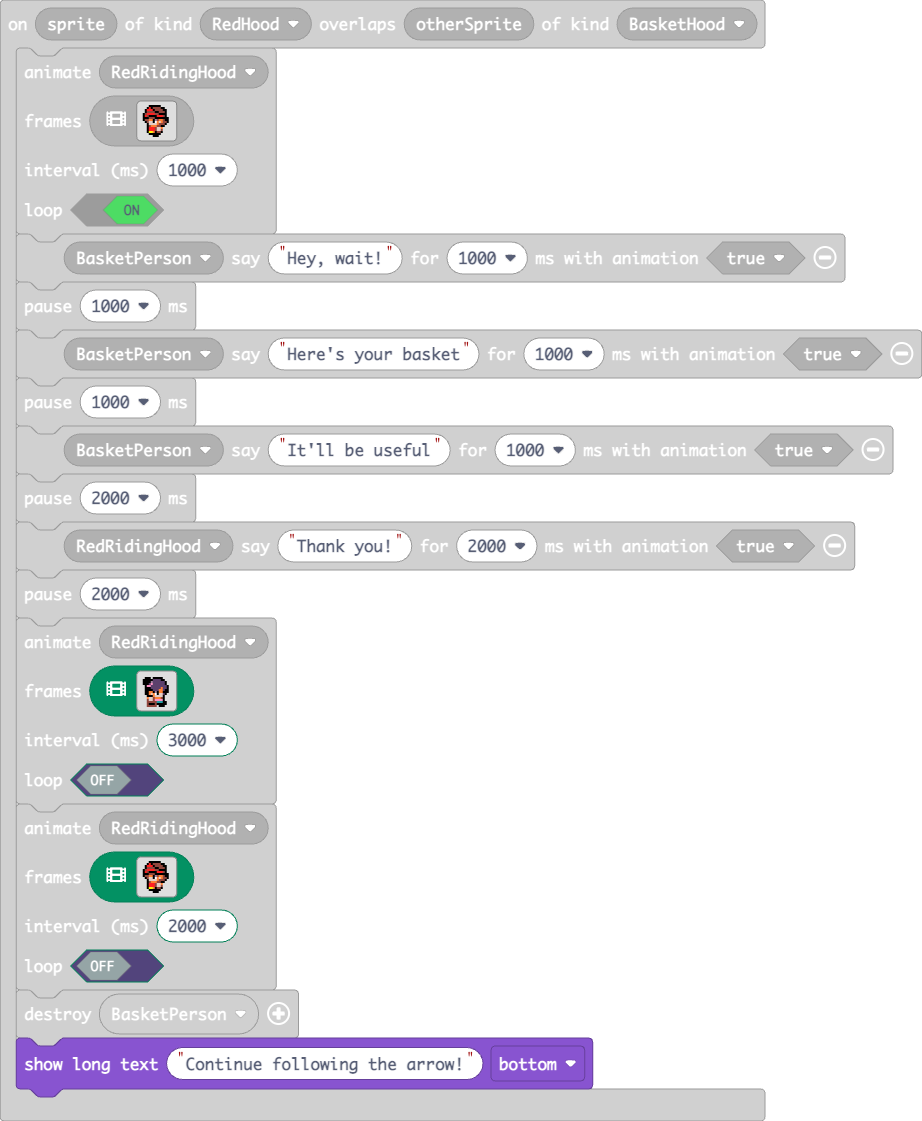 on sprite of kind RedHood overlaps otherSprite of kind BasketHood
animate RedRidingHood
frames
interval (ms) 1000
loop ON
BasketPerson say "Hey, wait!" for 1000 ms with animation true
pause 1000 ms
BasketPerson say "Here's your basket" for 1000 ms with animation true
pause 1000 ms
BasketPerson say "It'll be useful" for 1000 ms with animation true
pause 2000 ms
RedRidingHood say "Thank you!" for 2000 ms with animation true
pause 2000 ms
animate RedRidingHood
frames
interval (ms) 3000
loop OFF
animate RedRidingHood
frames
interval (ms) 2000
loop OFF
destroy BasketPerson
show long text "Continue following the arrow!" bottom